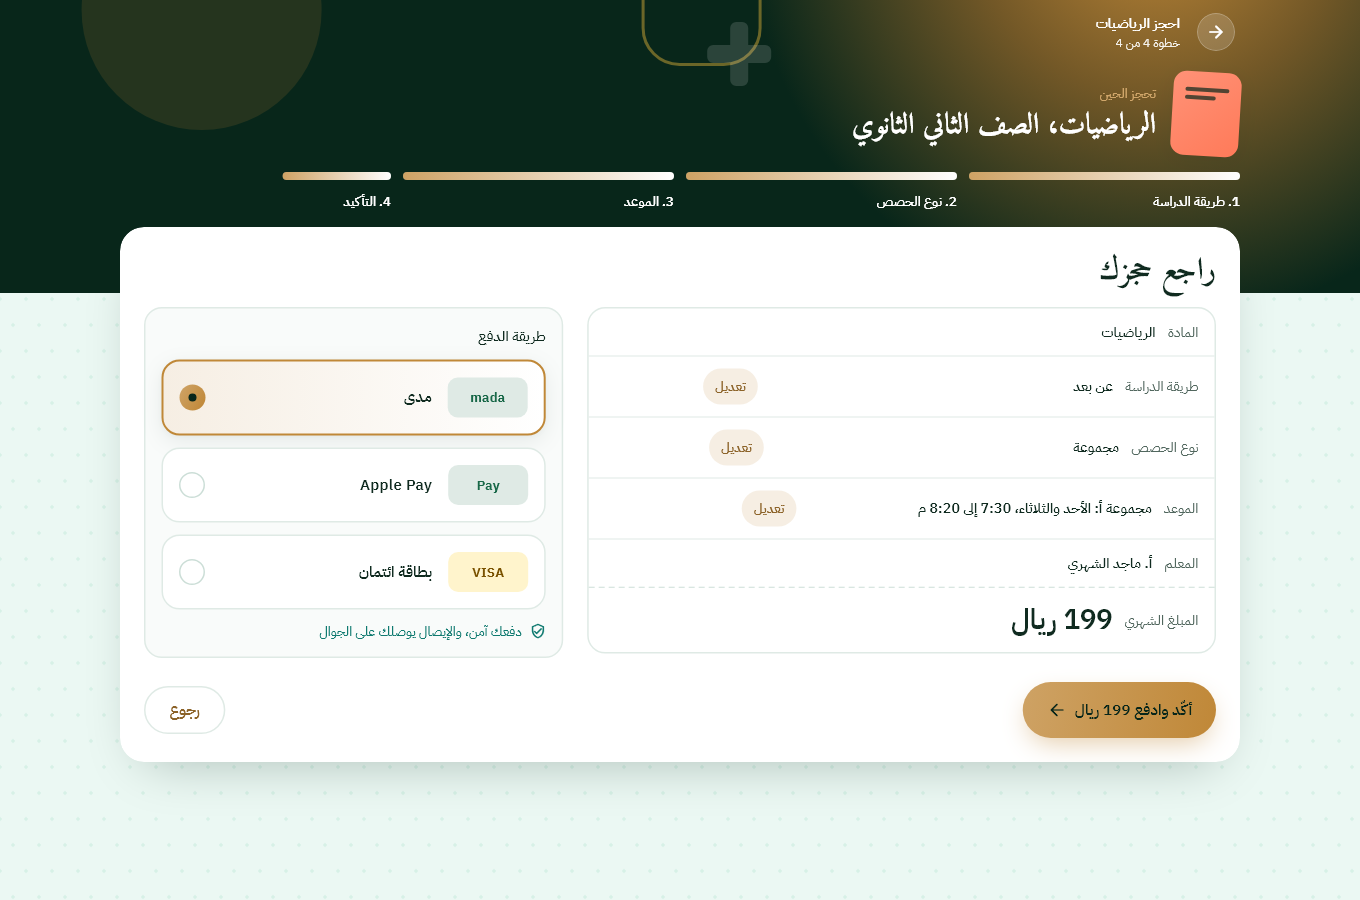 احجز الرياضيات
خطوة 4 من 4
تحجز الحين
الرياضيات، الصف الثاني الثانوي
1. طريقة الدراسة
2. نوع الحصص
3. الموعد
4. التأكيد
راجع حجزك
المادة الرياضيات
طريقة الدراسة عن بعد تعديل
نوع الحصص مجموعة تعديل
الموعد مجموعة أ: الأحد والثلاثاء، 7:30 إلى 8:20 م تعديل
المعلم أ. ماجد الشهري
المبلغ الشهري 199 ريال
طريقة الدفع
mada مدى
Pay Apple Pay
VISA بطاقة ائتمان
دفعك آمن، والإيصال يوصلك على الجوال
أكّد وادفع 199 ريال
رجوع